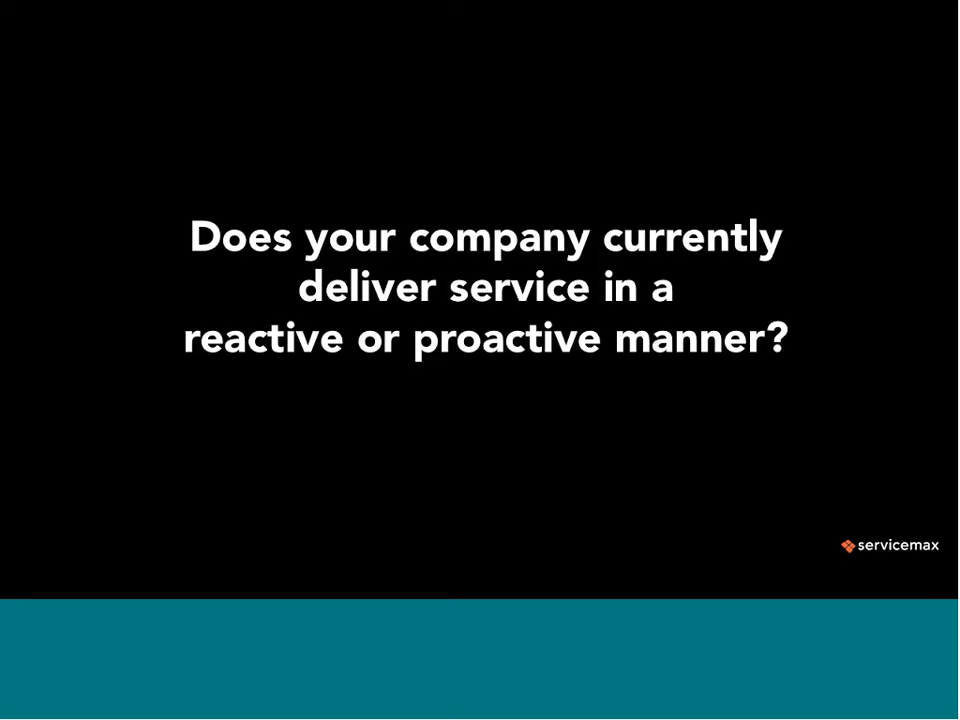 Does your company currently
deliver service in a
reactive or proactive manner?
servicemax